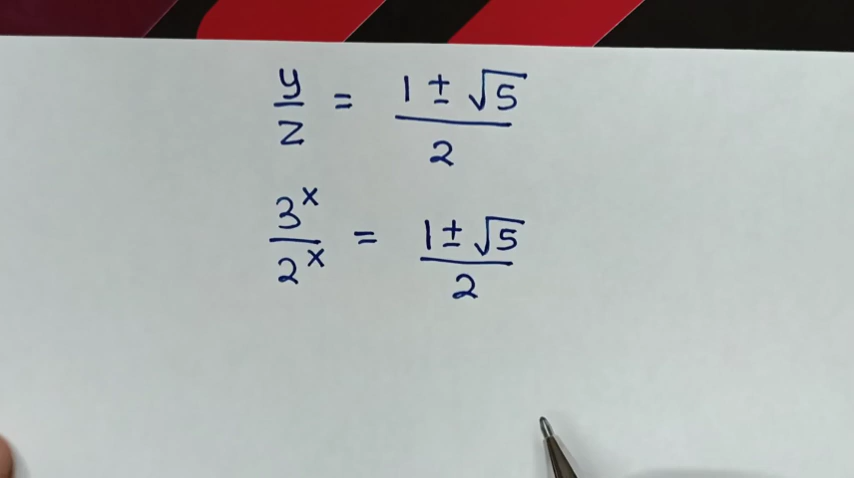 y/z = (1 ± √5)/2
3^x/2^x = (1 ± √5)/2